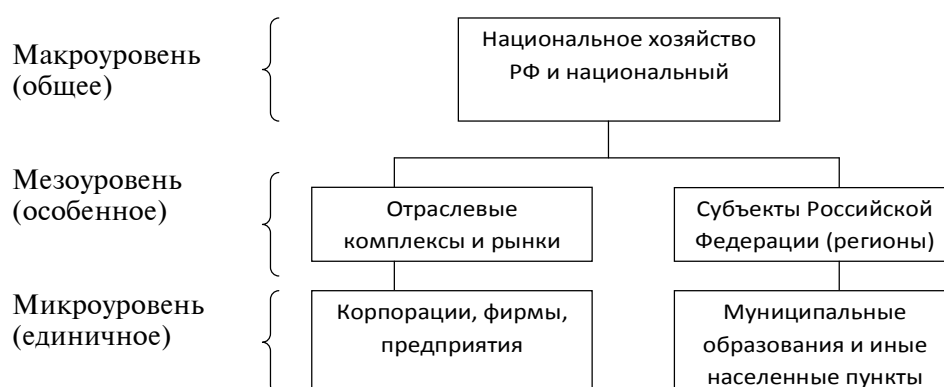 Макроуровень
(общее)
Национальное хозяйство
РФ и национальный
Мезоуровень
(особенное)
Отраслевые
комплексы и рынки
Субъекты Российской
Федерации (регионы)
Микроуровень
(единичное)
Корпорации, фирмы,
предприятия
Муниципальные
образования и иные
населенные пункты